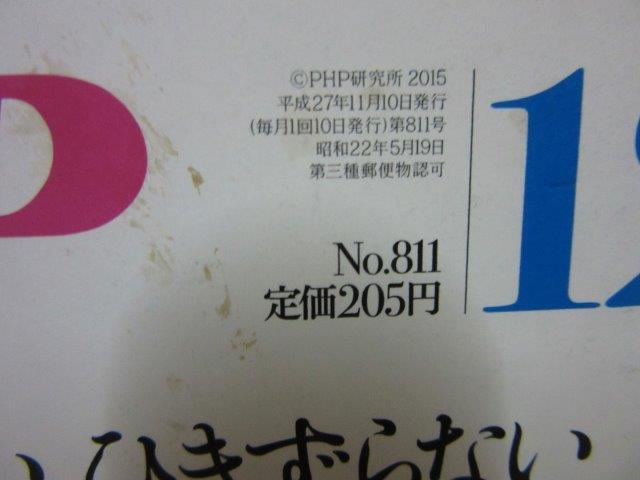 P
©PHP研究所 2015
平成27年11月10日発行
(毎月1回10日発行)第811号
昭和22年5月19日
第三種郵便物認可
No.811
定価205円
12
ひきずらない